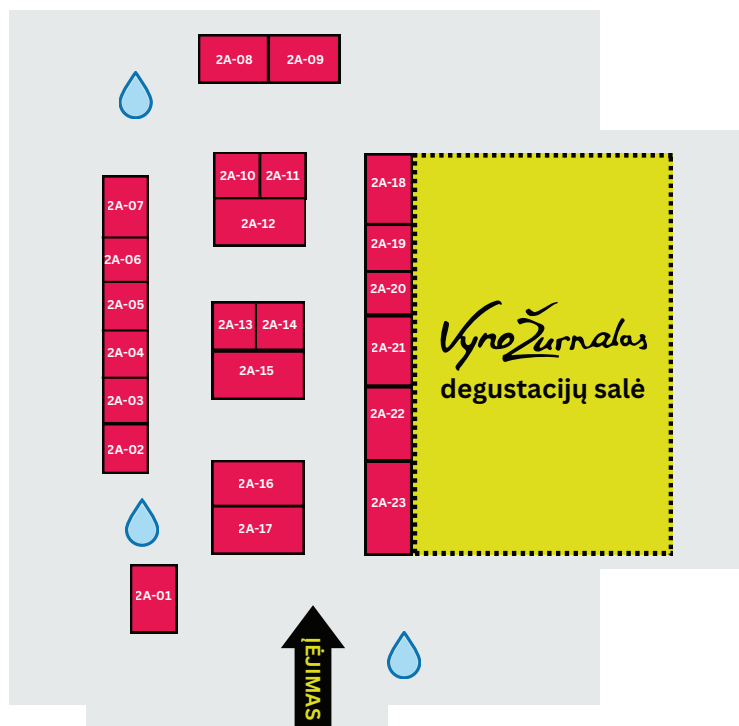 2A-08 2A-09
2A-10 2A-11
2A-12
2A-07
2A-06
2A-05
2A-04
2A-03
2A-02
2A-13 2A-14
2A-15
2A-16
2A-17
2A-01
2A-18
2A-19
2A-20
2A-21
2A-22
2A-23
VynoŽurnalas
degustacijų salė
ĮĖJIMAS